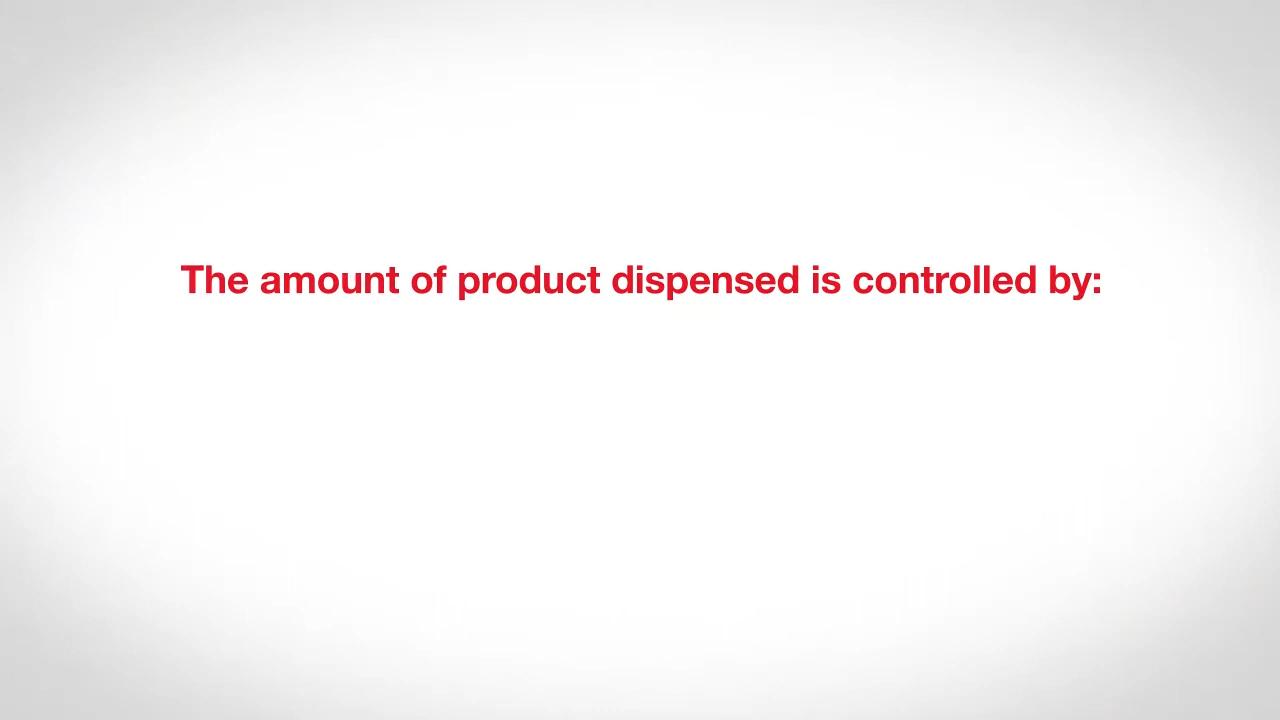 The amount of product dispensed is controlled by: